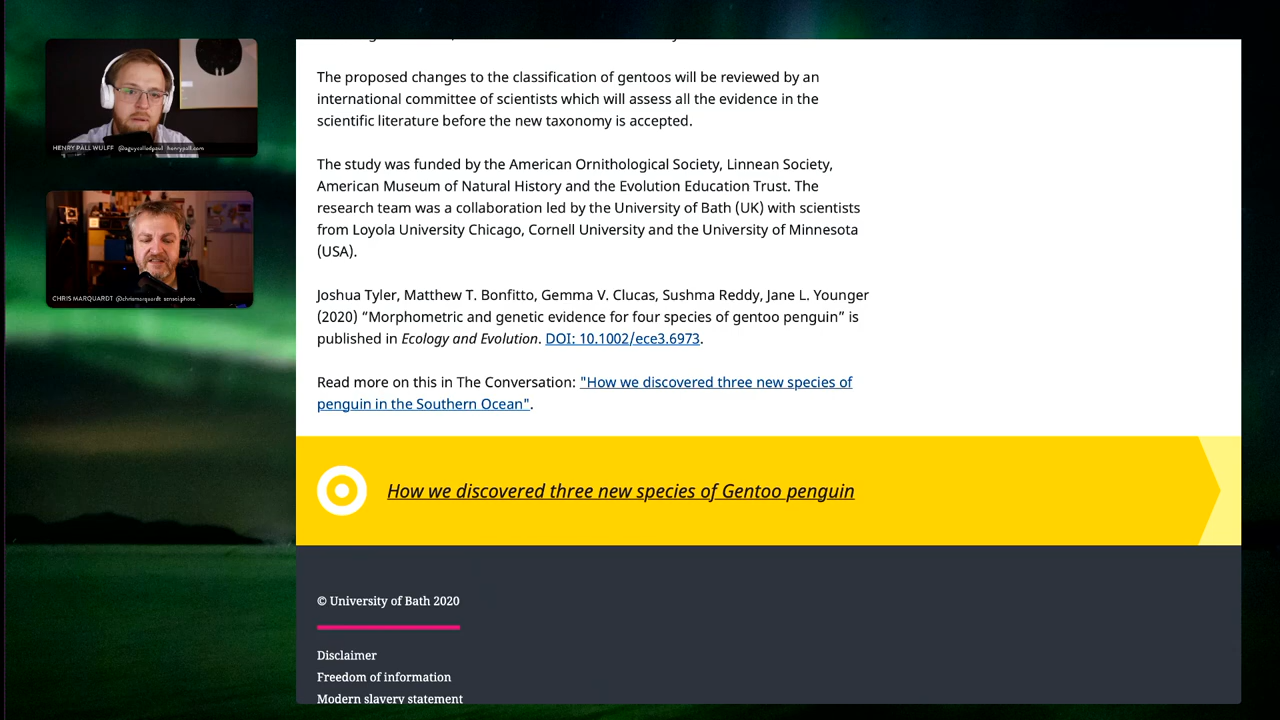 HENRY PÁLL WULFF @aguycalledpaul henrypall.com
CHRIS MARQUARDT @chrismarquardt sensei.photo
The proposed changes to the classification of gentoos will be reviewed by an
international committee of scientists which will assess all the evidence in the
scientific literature before the new taxonomy is accepted.
The study was funded by the American Ornithological Society, Linnean Society,
American Museum of Natural History and the Evolution Education Trust. The
research team was a collaboration led by the University of Bath (UK) with scientists
from Loyola University Chicago, Cornell University and the University of Minnesota
(USA).
Joshua Tyler, Matthew T. Bonfitto, Gemma V. Clucas, Sushma Reddy, Jane L. Younger
(2020) “Morphometric and genetic evidence for four species of gentoo penguin” is
published in Ecology and Evolution. DOI: 10.1002/ece3.6973.
Read more on this in The Conversation: "How we discovered three new species of
penguin in the Southern Ocean".
How we discovered three new species of Gentoo penguin
© University of Bath 2020
Disclaimer
Freedom of information
Modern slavery statement